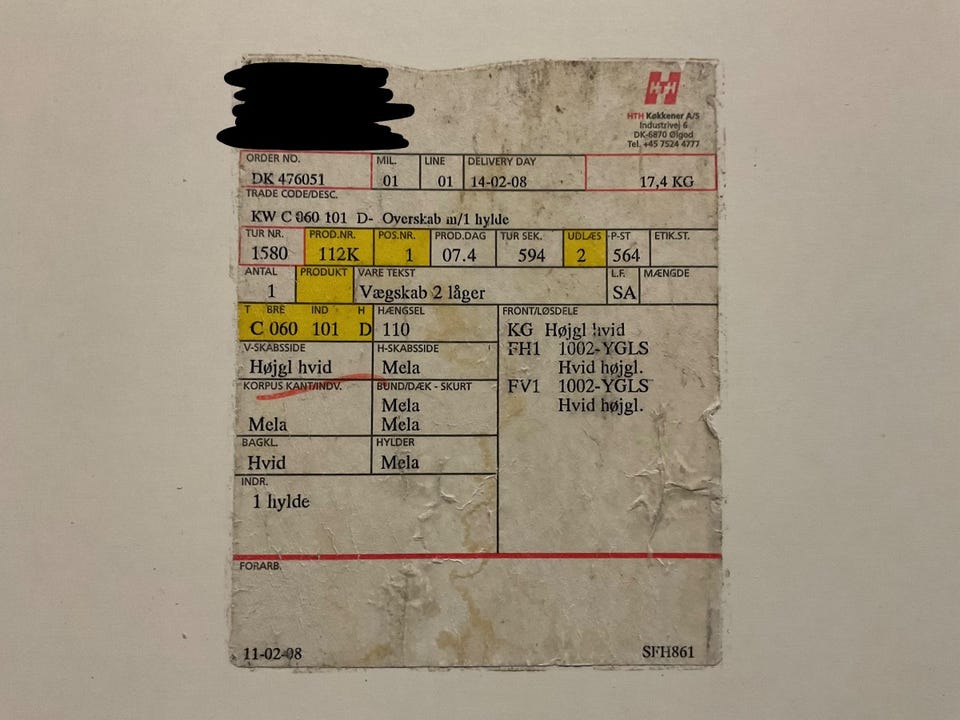 HTH
HTH Køkkener A/S
Industrivej 6
DK-6870 Ølgod
Tel. +45 7524 4777
ORDER NO. MIL. LINE DELIVERY DAY
DK 476051 01 01 14-02-08 17,4 KG
TRADE CODE/DESC.
KW C 060 101 D- Overskab m/1 hylde
TUR NR. PROD.NR. POS.NR. PROD.DAG TUR SEK. UDLÆS P-ST ETIK.ST.
1580 112K 1 07.4 594 2 564
ANTAL PRODUKT VARE TEKST L.F. MÆNGDE
1 Vægskab 2 låger SA
T BRE IND H HÆNGSEL FRONT/LØSDELE
C 060 101 D 110 KG Højgl hvid
V-SKABSSIDE H-SKABSSIDE FH1 1002-YGLS
Højgl hvid Mela Hvid højgl.
KORPUS KANT/INDV. BUND/DÆK - SKURT FV1 1002-YGLS
Mela Hvid højgl.
Mela Mela
BAGKL. HYLDER
Hvid Mela
INDR.
1 hylde
FORARB.
11-02-08 SFH861